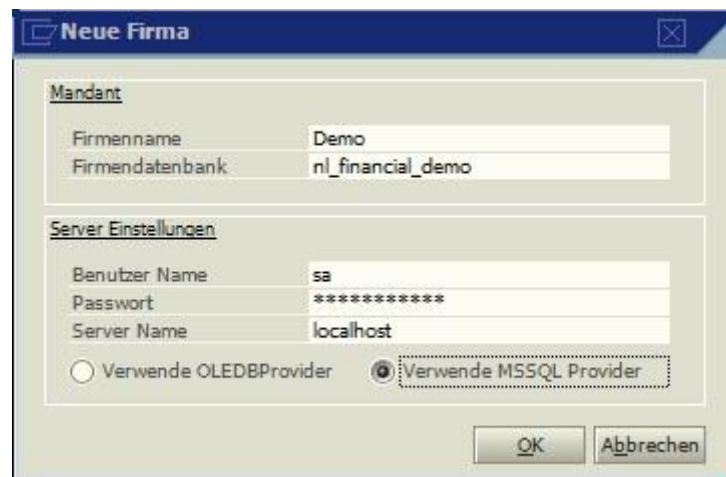 Neue Firma
Mandant
Firmenname Demo
Firmendatenbank nl_financial_demo
Server Einstellungen
Benutzer Name sa
Passwort ***********
Server Name localhost
Verwende OLEDBProvider Verwende MSSQL Provider
OK Abbrechen